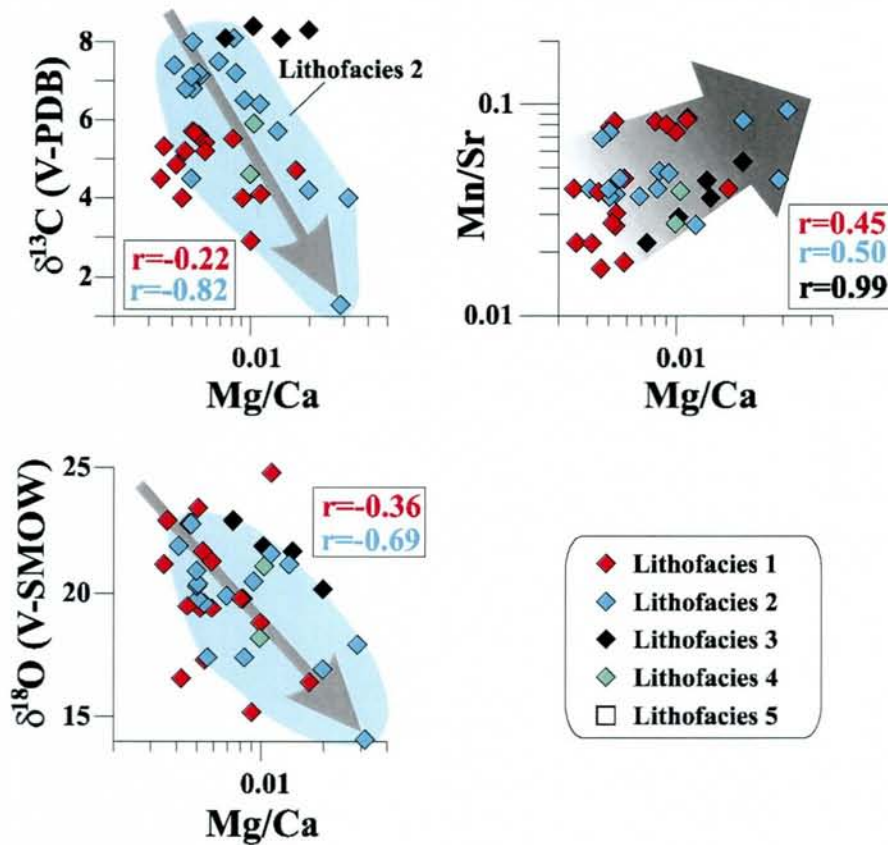 8
6
4
2
δ¹³C (V-PDB)
Lithofacies 2
r=-0.22
r=-0.82
0.01
Mg/Ca
0.1
0.01
Mn/Sr
r=0.45
r=0.50
r=0.99
0.01
Mg/Ca
25
20
15
δ¹⁸O (V-SMOW)
r=-0.36
r=-0.69
0.01
Mg/Ca
Lithofacies 1
Lithofacies 2
Lithofacies 3
Lithofacies 4
Lithofacies 5